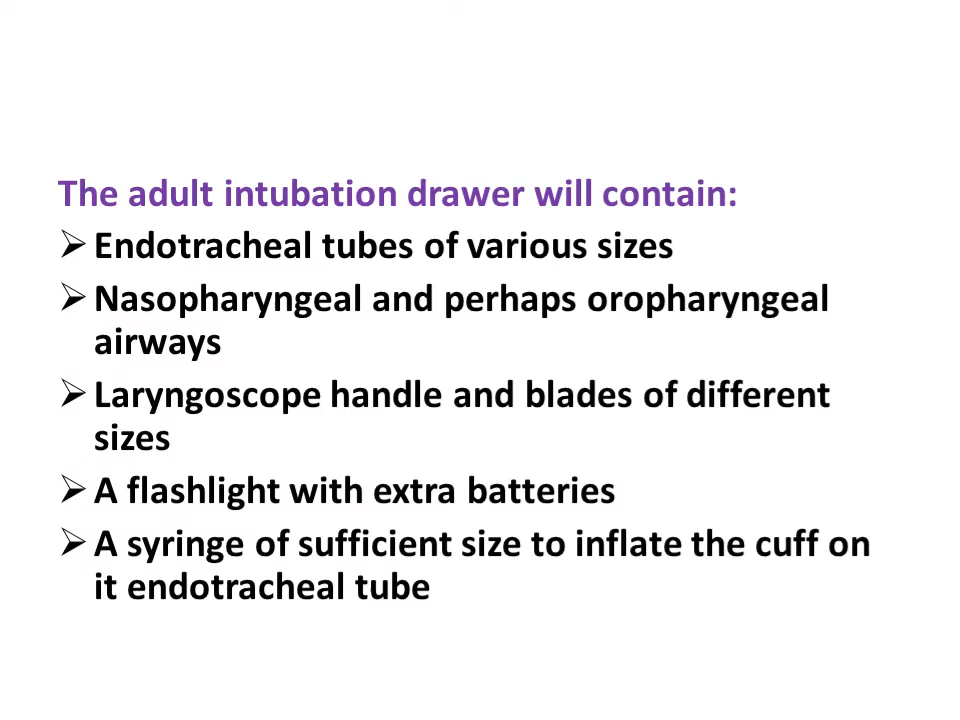 The adult intubation drawer will contain:
➢ Endotracheal tubes of various sizes
➢ Nasopharyngeal and perhaps oropharyngeal
airways
➢ Laryngoscope handle and blades of different
sizes
➢ A flashlight with extra batteries
➢ A syringe of sufficient size to inflate the cuff on
it endotracheal tube